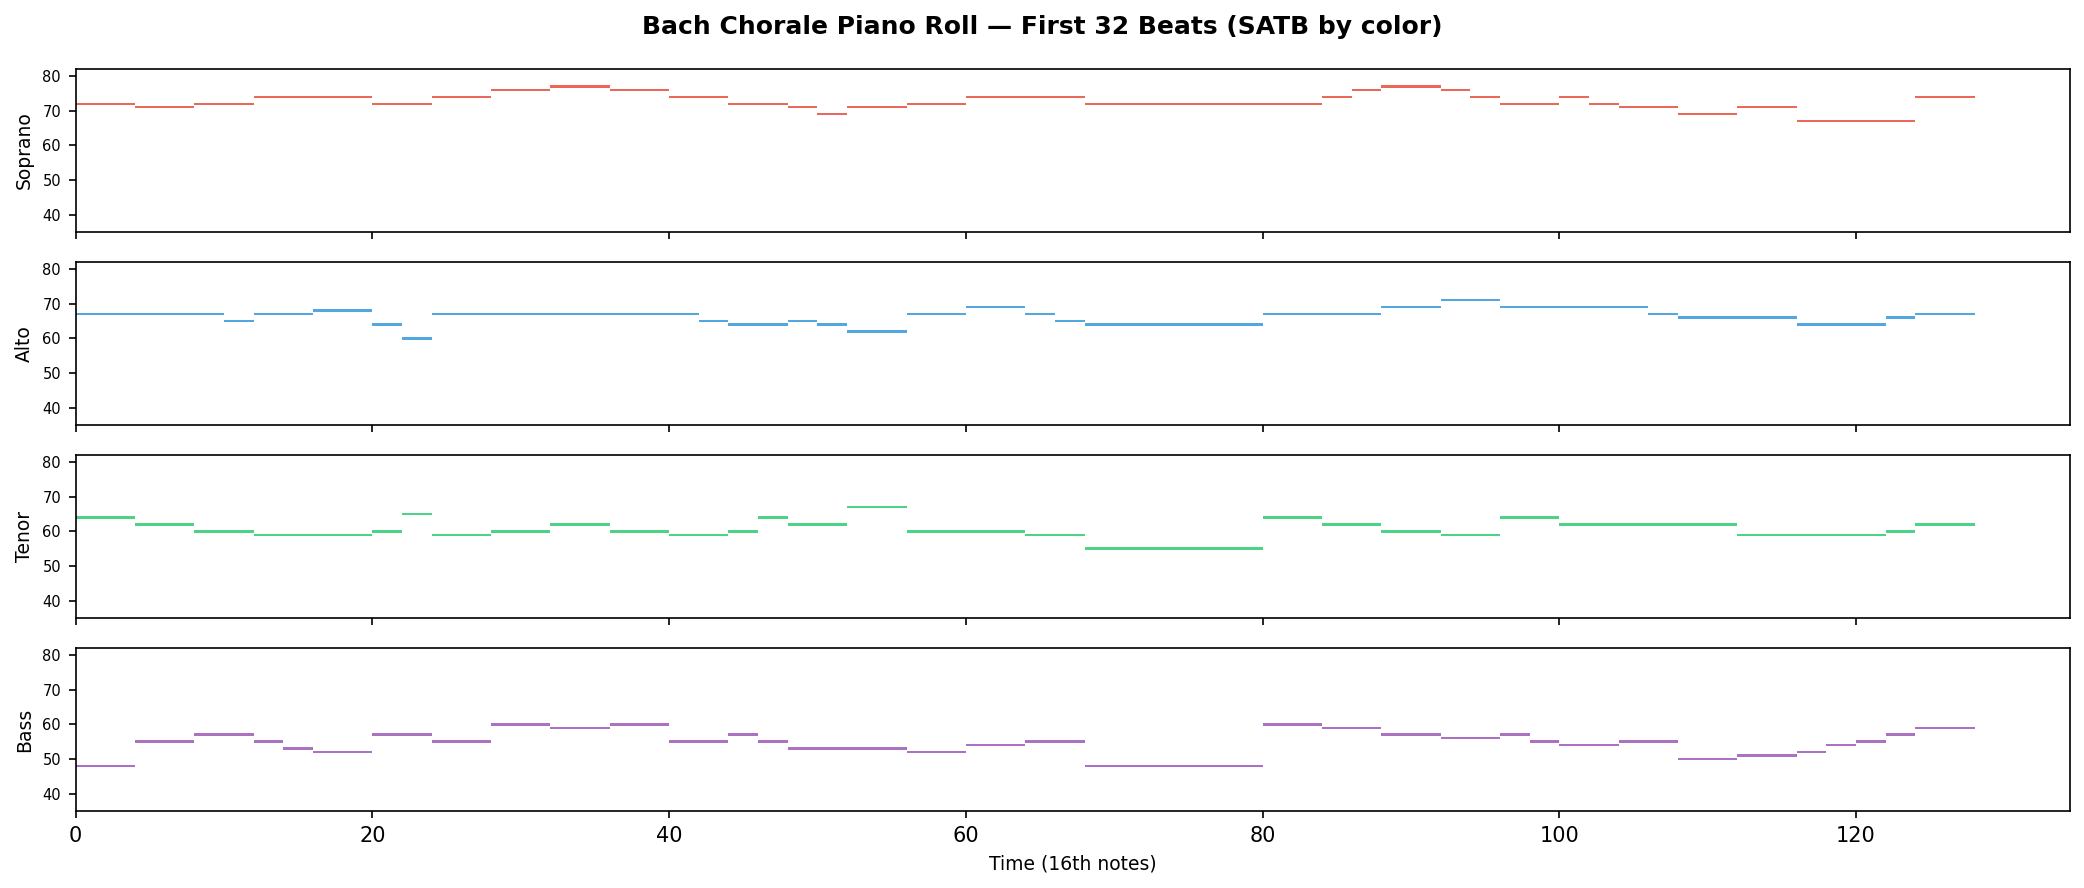 Bach Chorale Piano Roll — First 32 Beats (SATB by color)
80
70
60
50
40
Soprano
80
70
60
50
40
Alto
80
70
60
50
40
Tenor
80
70
60
50
40
Bass
0 20 40 60 80 100 120
Time (16th notes)